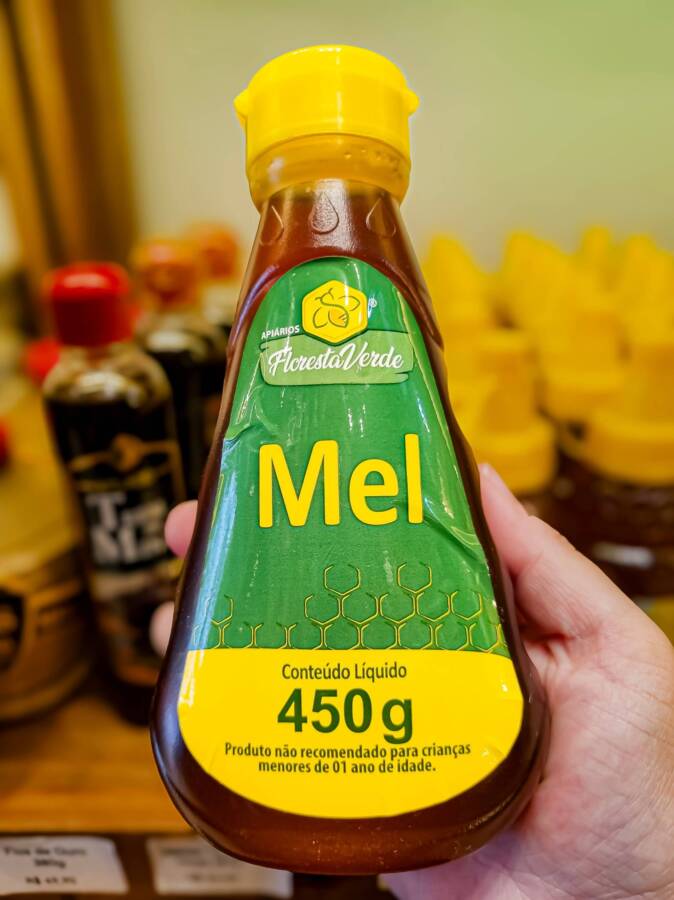 APIÁRIOS
®
FlorestaVerde
Mel
Conteúdo Líquido
450g
Produto não recomendado para crianças
menores de 01 ano de idade.